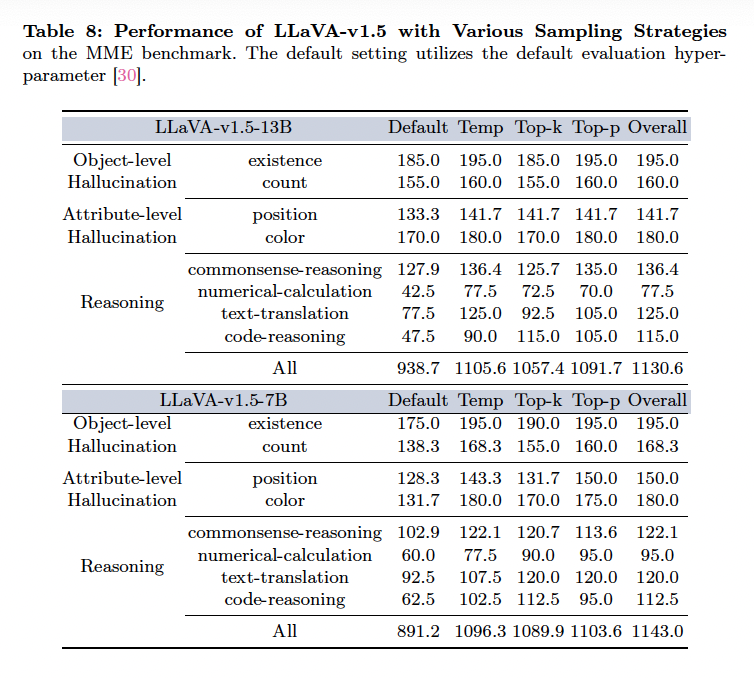 Table 8: Performance of LLaVA-v1.5 with Various Sampling Strategies
on the MME benchmark. The default setting utilizes the default evaluation hyper-
parameter [30].
LLaVA-v1.5-13B Default Temp Top-k Top-p Overall
Object-level existence 185.0 195.0 185.0 195.0 195.0
Hallucination count 155.0 160.0 155.0 160.0 160.0
Attribute-level position 133.3 141.7 141.7 141.7 141.7
Hallucination color 170.0 180.0 170.0 180.0 180.0
commonsense-reasoning 127.9 136.4 125.7 135.0 136.4
numerical-calculation 42.5 77.5 72.5 70.0 77.5
Reasoning
text-translation 77.5 125.0 92.5 105.0 125.0
code-reasoning 47.5 90.0 115.0 105.0 115.0
All 938.7 1105.6 1057.4 1091.7 1130.6
LLaVA-v1.5-7B Default Temp Top-k Top-p Overall
Object-level existence 175.0 195.0 190.0 195.0 195.0
Hallucination count 138.3 168.3 155.0 160.0 168.3
Attribute-level position 128.3 143.3 131.7 150.0 150.0
Hallucination color 131.7 180.0 170.0 175.0 180.0
commonsense-reasoning 102.9 122.1 120.7 113.6 122.1
numerical-calculation 60.0 77.5 90.0 95.0 95.0
Reasoning
text-translation 92.5 107.5 120.0 120.0 120.0
code-reasoning 62.5 102.5 112.5 95.0 112.5
All 891.2 1096.3 1089.9 1103.6 1143.0